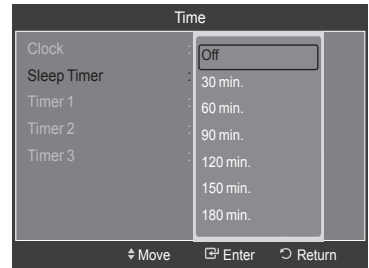 Time
Clock :
Sleep Timer :
Timer 1 :
Timer 2 :
Timer 3 :
Off
30 min.
60 min.
90 min.
120 min.
150 min.
180 min.
Move Enter Return